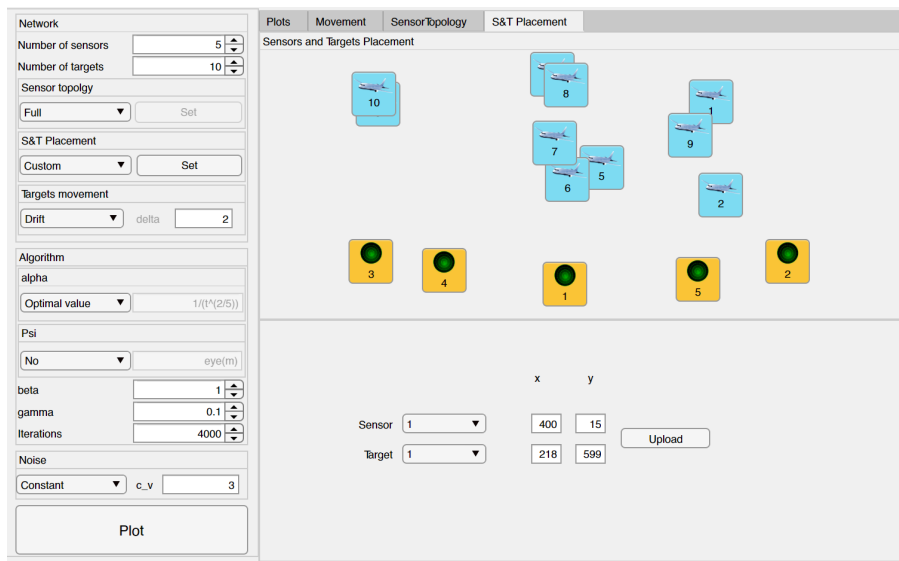 Network
Number of sensors 5
Number of targets 10
Sensor topolgy
Full Set
S&T Placement
Custom Set
Targets movement
Drift delta 2
Algorithm
alpha
Optimal value 1/(t^(2/5))
Psi
No eye(m)
beta 1
gamma 0.1
Iterations 4000
Noise
Constant c_v 3
Plot
Plots Movement SensorTopology S&T Placement
Sensors and Targets Placement
10
8
1
7
9
5
6
2
3
4
1
5
2
x y
Sensor 1 400 15
Upload
Target 1 218 599